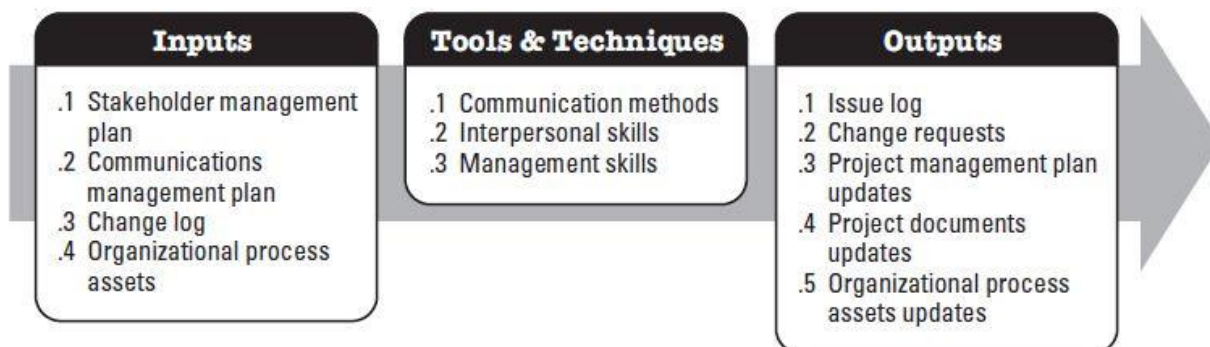 Inputs
.1 Stakeholder management
plan
.2 Communications
management plan
.3 Change log
.4 Organizational process
assets
Tools & Techniques
.1 Communication methods
.2 Interpersonal skills
.3 Management skills
Outputs
.1 Issue log
.2 Change requests
.3 Project management plan
updates
.4 Project documents
updates
.5 Organizational process
assets updates